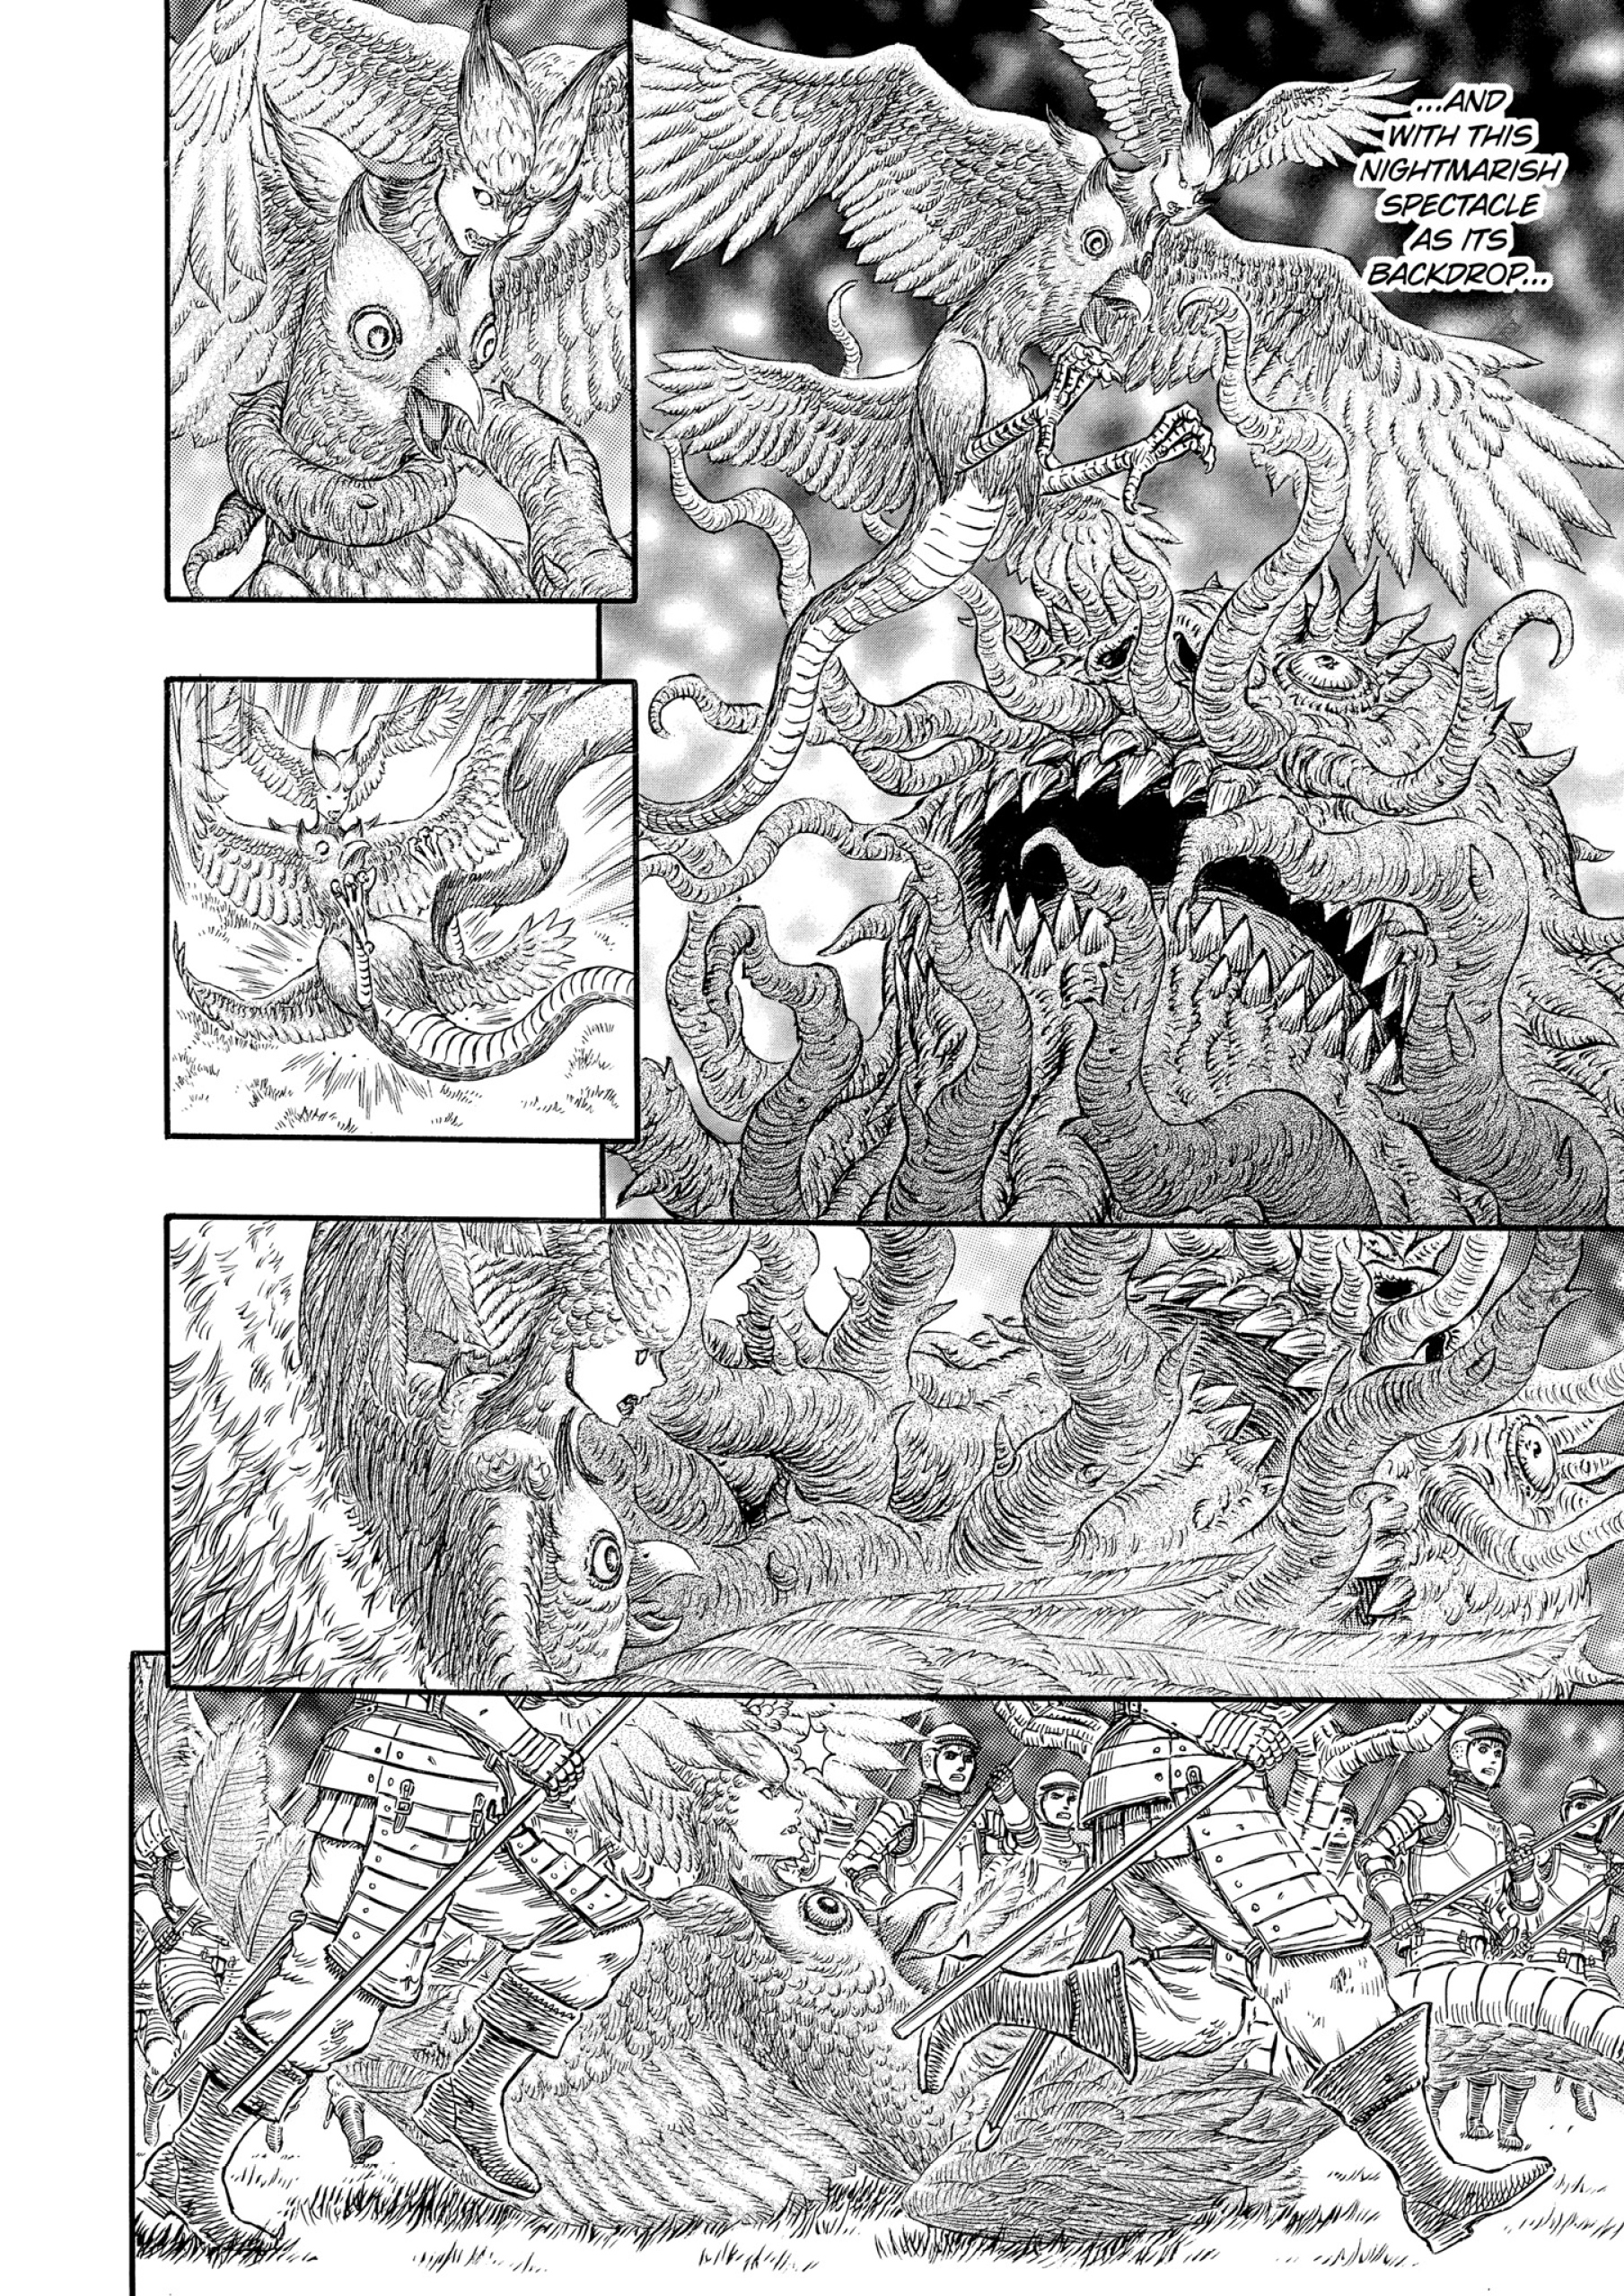 ...AND
WITH THIS
NIGHTMARISH
SPECTACLE
AS ITS
BACKDROP...